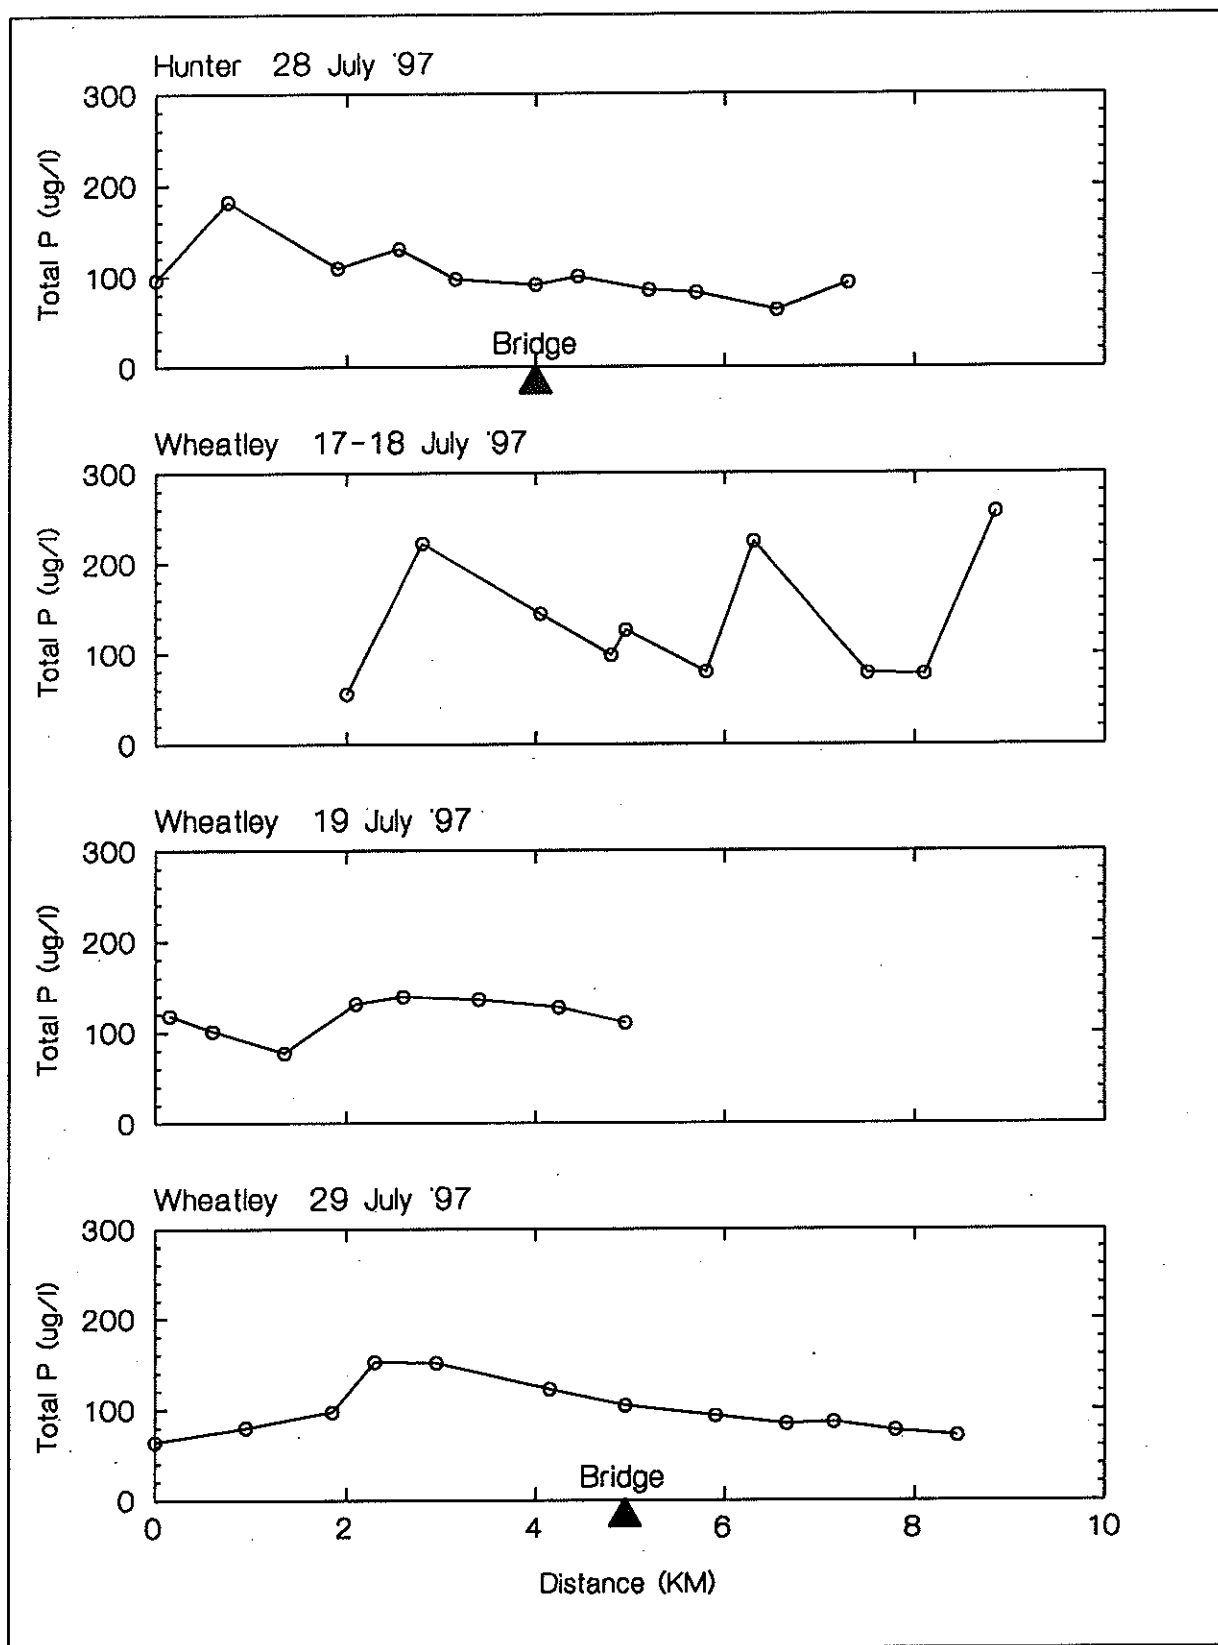 Hunter 28 July '97
300
200
100
0
Total P (ug/l)
Bridge
Wheatley 17-18 July '97
300
200
100
0
Total P (ug/l)
Wheatley 19 July '97
300
200
100
0
Total P (ug/l)
Wheatley 29 July '97
300
200
100
0
Total P (ug/l)
Bridge
0 2 4 6 8 10
Distance (KM)